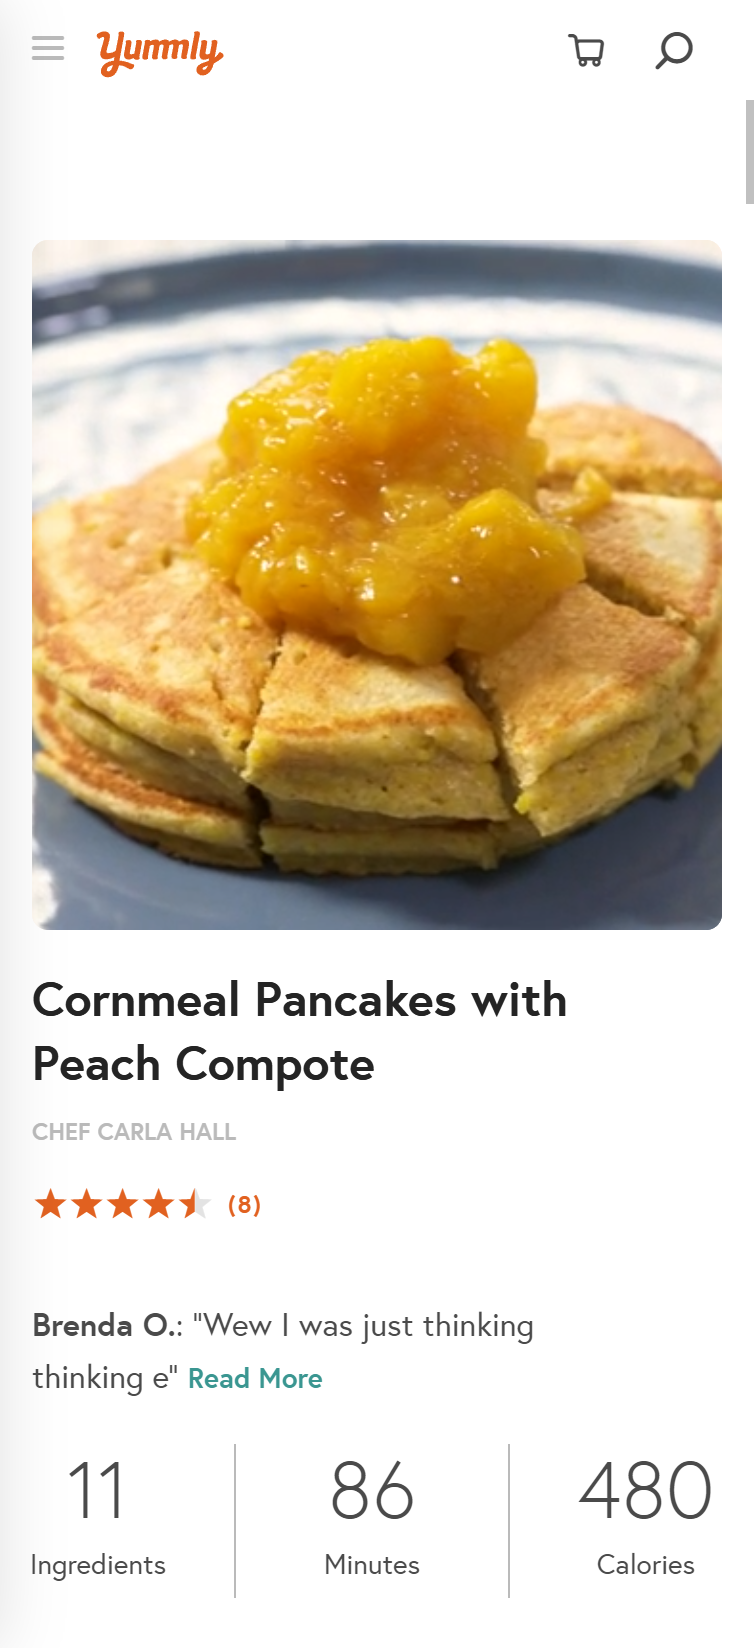 Yummly
Cornmeal Pancakes with
Peach Compote
CHEF CARLA HALL
(8)
Brenda O.: "Wew I was just thinking
thinking e" Read More
11
Ingredients
86
Minutes
480
Calories